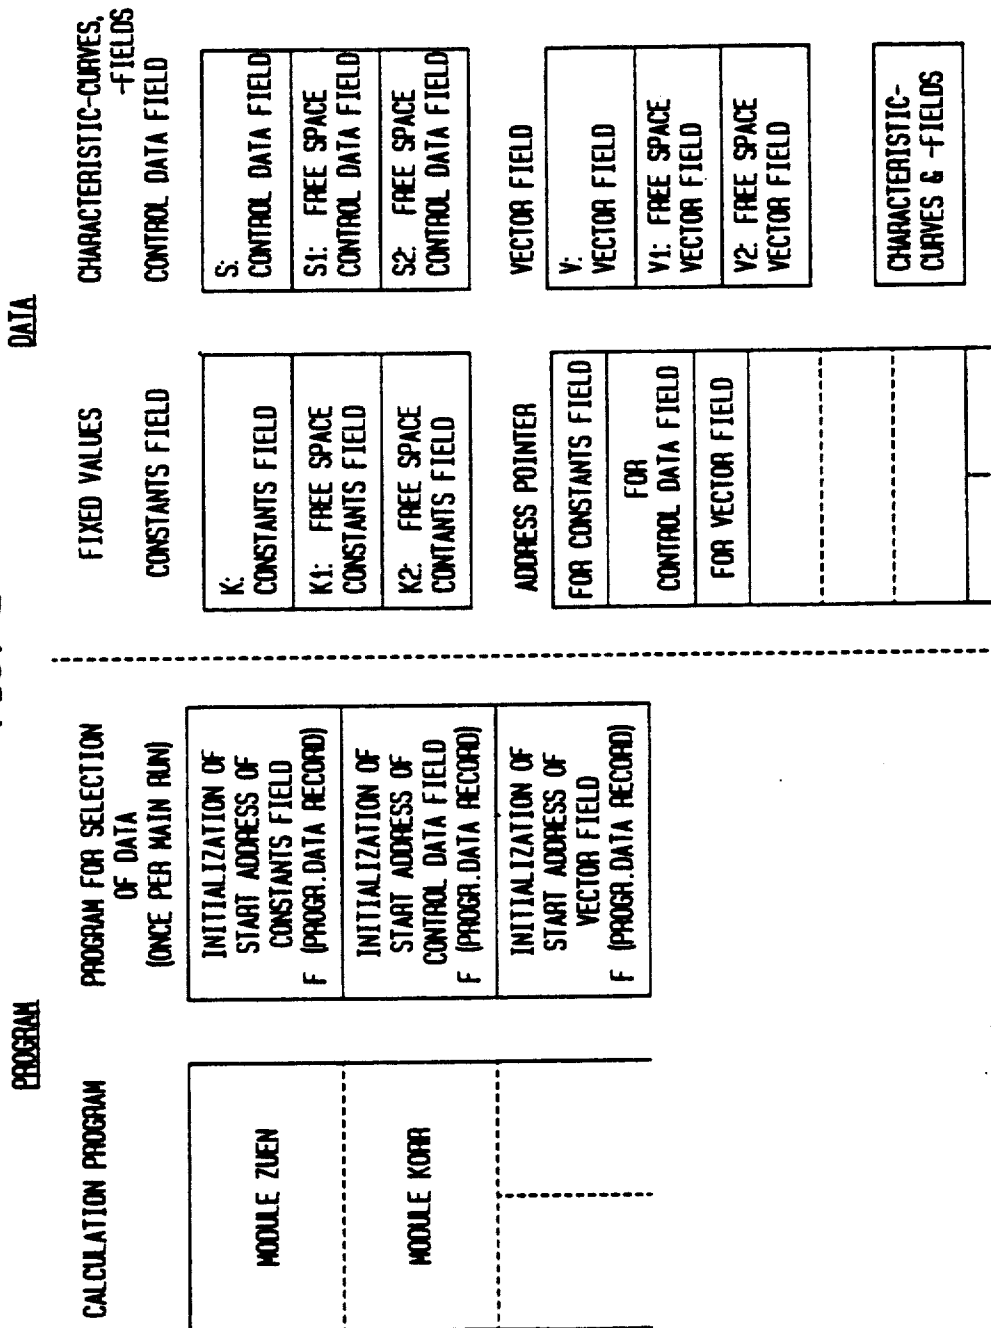 PROGRAM
CALCULATION PROGRAM
MODULE ZUEN
MODULE KORR
PROGRAM FOR SELECTION
OF DATA
(ONCE PER MAIN RUN)
INITIALIZATION OF
START ADDRESS OF
CONSTANTS FIELD
F (PROGR.DATA RECORD)
INITIALIZATION OF
START ADDRESS OF
CONTROL DATA FIELD
F (PROGR.DATA RECORD)
INITIALIZATION OF
START ADDRESS OF
VECTOR FIELD
F (PROGR.DATA RECORD)
DATA
FIXED VALUES
CONSTANTS FIELD
K:
CONSTANTS FIELD
K1: FREE SPACE
CONSTANTS FIELD
K2: FREE SPACE
CONTANTS FIELD
ADDRESS POINTER
FOR CONSTANTS FIELD
FOR
CONTROL DATA FIELD
FOR VECTOR FIELD
CHARACTERISTIC-CURVES,
-FIELDS
CONTROL DATA FIELD
S:
CONTROL DATA FIELD
S1: FREE SPACE
CONTROL DATA FIELD
S2: FREE SPACE
CONTROL DATA FIELD
VECTOR FIELD
V:
VECTOR FIELD
V1: FREE SPACE
VECTOR FIELD
V2: FREE SPACE
VECTOR FIELD
CHARACTERISTIC-
CURVES & -FIELDS